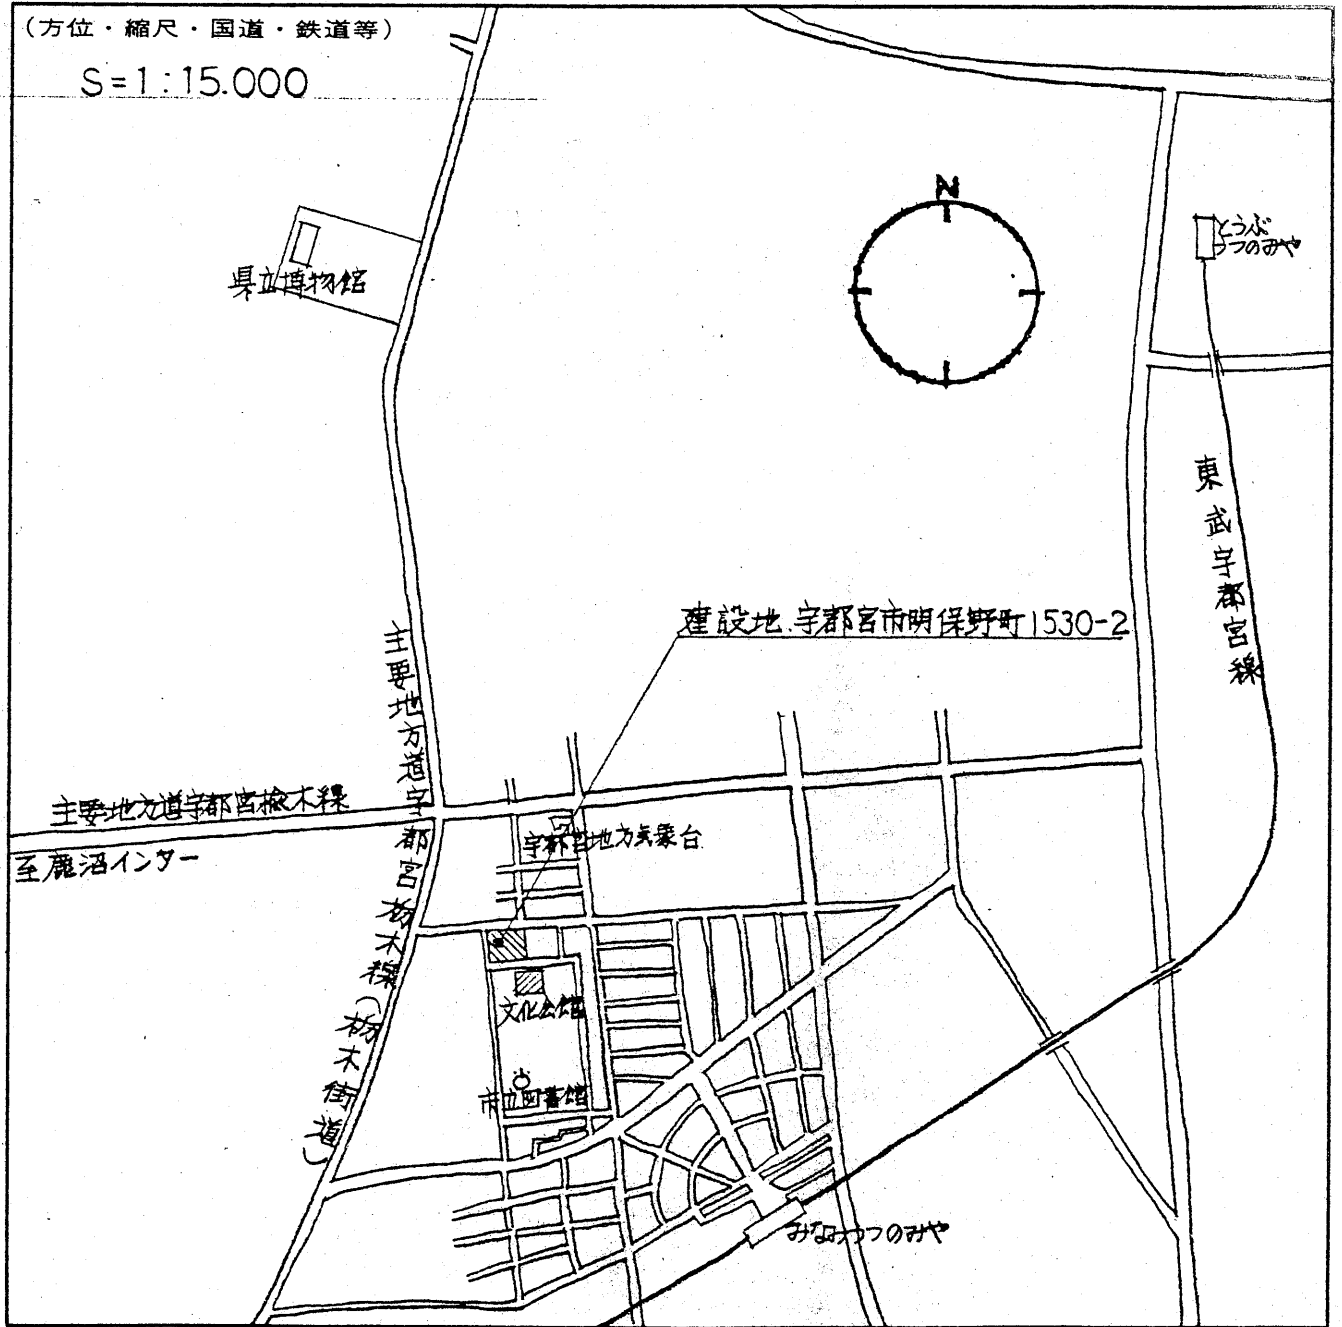 (方位・縮尺・国道・鉄道等)
S=1:15.000
N
とうぶ
うつのみや
県立博物館
東武宇都宮線
建設地 宇都宮市明保野町1530-2
主要地方道宇都宮栃木線(栃木街道)
主要地方道宇都宮楡木線
至鹿沼インター
宇都宮地方気象台
文化会館
市立図書館
みなみうつのみや